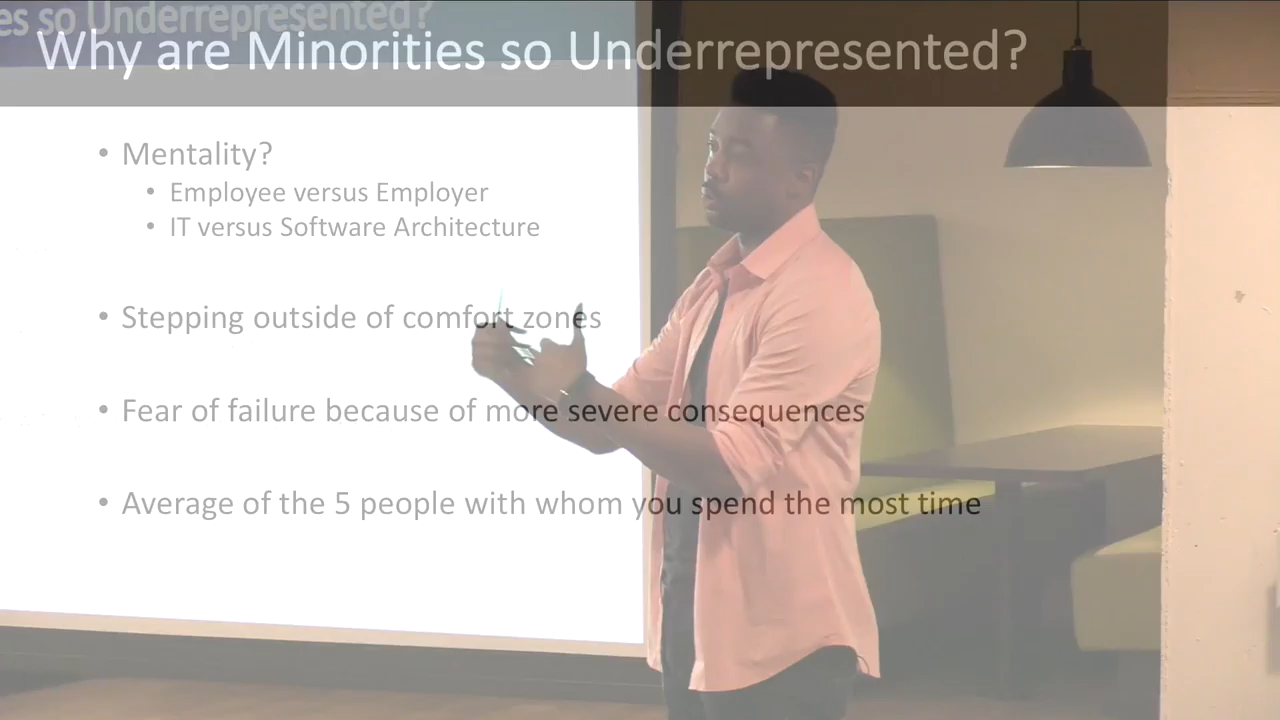 es so Underrepresented?
Why are Minorities so Underrepresented?
• Mentality?
• Employee versus Employer
• IT versus Software Architecture
• Stepping outside of comfort zones
• Fear of failure because of more severe consequences
• Average of the 5 people with whom you spend the most time